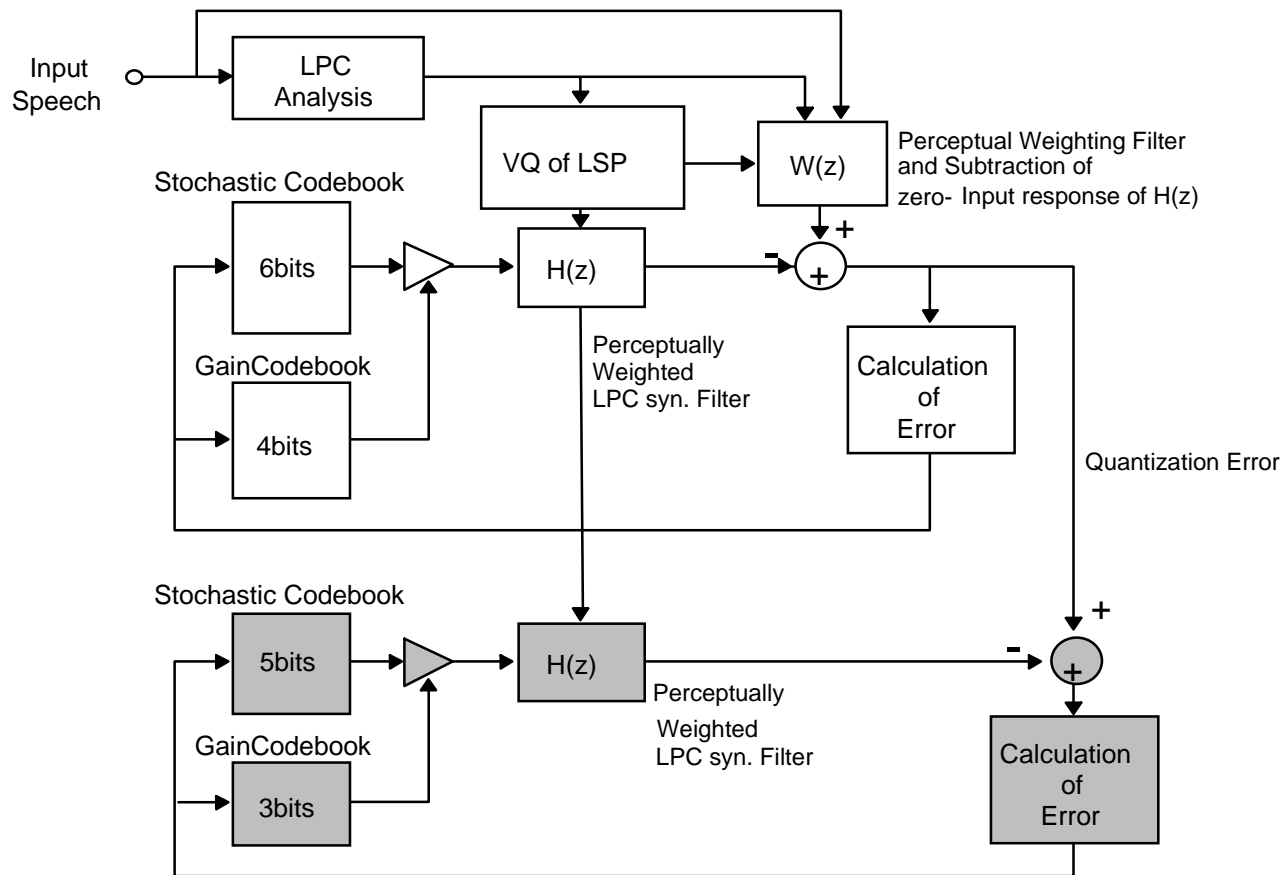 Input
Speech
LPC
Analysis
VQ of LSP
W(z)
Perceptual Weighting Filter
and Subtraction of
zero- Input response of H(z)
Stochastic Codebook
6bits
H(z)
-
+
+
GainCodebook
4bits
Perceptually
Weighted
LPC syn. Filter
Calculation
of
Error
Quantization Error
Stochastic Codebook
5bits
H(z)
-
+
+
Perceptually
Weighted
LPC syn. Filter
GainCodebook
3bits
Calculation
of
Error